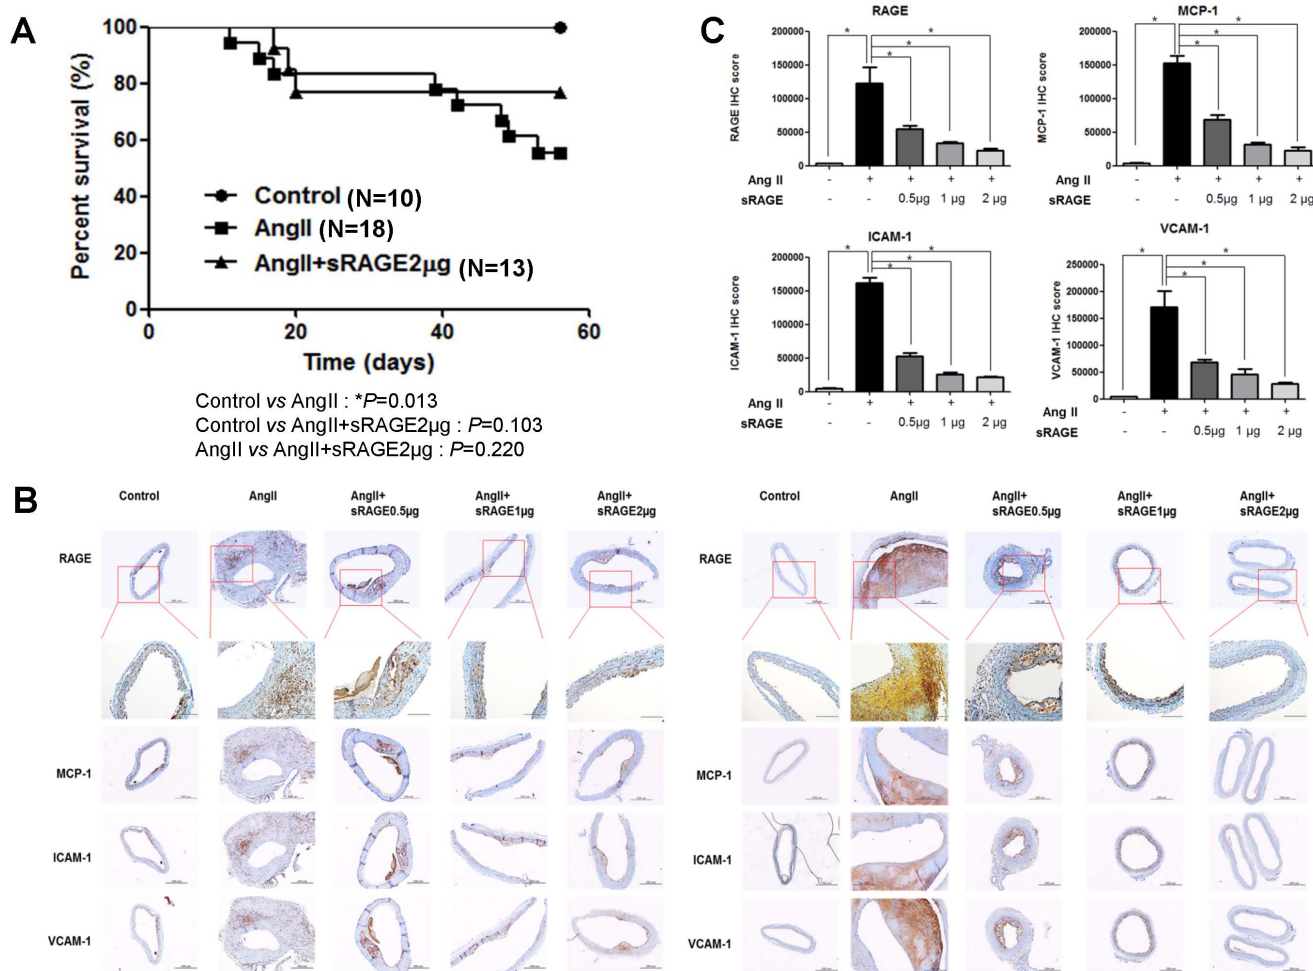 A
Percent survival (%)
100
80
60
40
20
0
0 20 40 60
Time (days)
Control (N=10)
AngII (N=18)
AngII+sRAGE2μg (N=13)
Control vs AngII : *P=0.013
Control vs AngII+sRAGE2μg : P=0.103
AngII vs AngII+sRAGE2μg : P=0.220
C
RAGE
RAGE IHC score
200000
150000
100000
50000
0
* * * *
Ang II - + + + +
sRAGE - - 0.5μg 1 μg 2 μg
MCP-1
MCP-1 IHC score
200000
150000
100000
50000
0
* * * *
Ang II - + + + +
sRAGE - - 0.5μg 1 μg 2 μg
ICAM-1
ICAM-1 IHC score
200000
150000
100000
50000
0
* * * *
Ang II - + + + +
sRAGE - - 0.5μg 1 μg 2 μg
VCAM-1
VCAM-1 IHC score
250000
200000
150000
100000
50000
0
* * * *
Ang II - + + + +
sRAGE - - 0.5μg 1 μg 2 μg
B
Control AngII AngII+ sRAGE0.5μg AngII+ sRAGE1μg AngII+ sRAGE2μg
RAGE
MCP-1
ICAM-1
VCAM-1
Control AngII AngII+ sRAGE0.5μg AngII+ sRAGE1μg AngII+ sRAGE2μg
RAGE
MCP-1
ICAM-1
VCAM-1